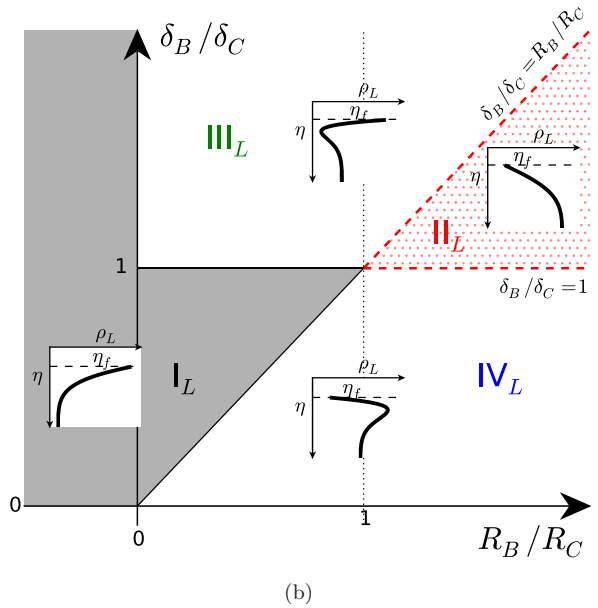 δ_B/δ_C
δ_B/δ_C=R_B/R_C
ρ_L
η_f
η
III_L
ρ_L
η_f
η
II_L
1
δ_B/δ_C=1
ρ_L
η_f
η
I_L
ρ_L
η_f
η
IV_L
0
0
1
R_B/R_C
(b)